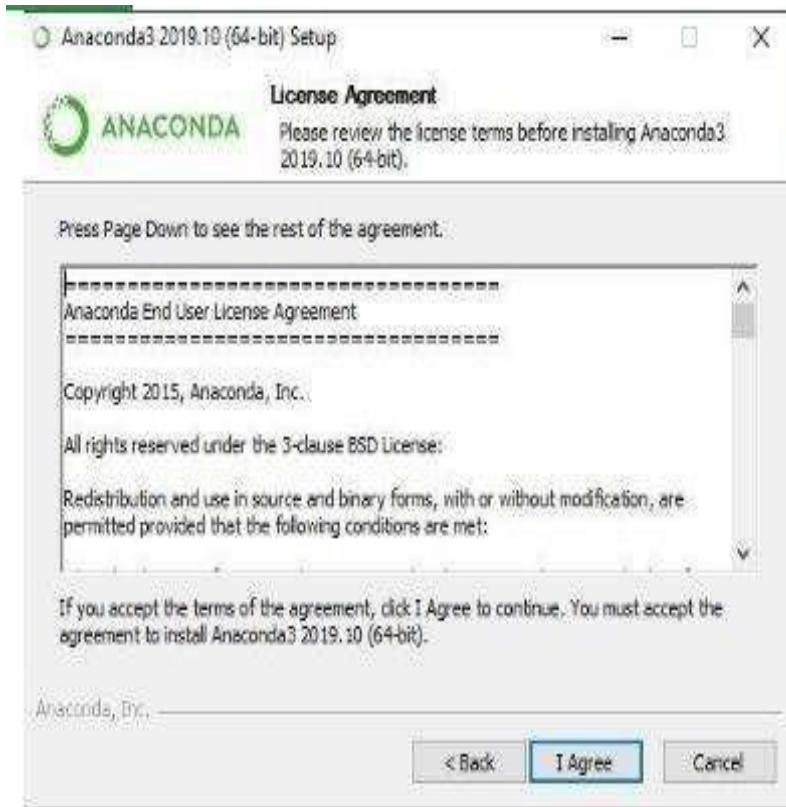 Anaconda3 2019.10 (64-bit) Setup
ANACONDA
License Agreement
Please review the license terms before installing Anaconda3
2019.10 (64-bit).
Press Page Down to see the rest of the agreement.
===================================
Anaconda End User License Agreement
===================================
Copyright 2015, Anaconda, Inc.
All rights reserved under the 3-clause BSD License:
Redistribution and use in source and binary forms, with or without modification, are
permitted provided that the following conditions are met:
If you accept the terms of the agreement, click I Agree to continue. You must accept the
agreement to install Anaconda3 2019.10 (64-bit).
Anaconda, Inc.
< Back
I Agree
Cancel